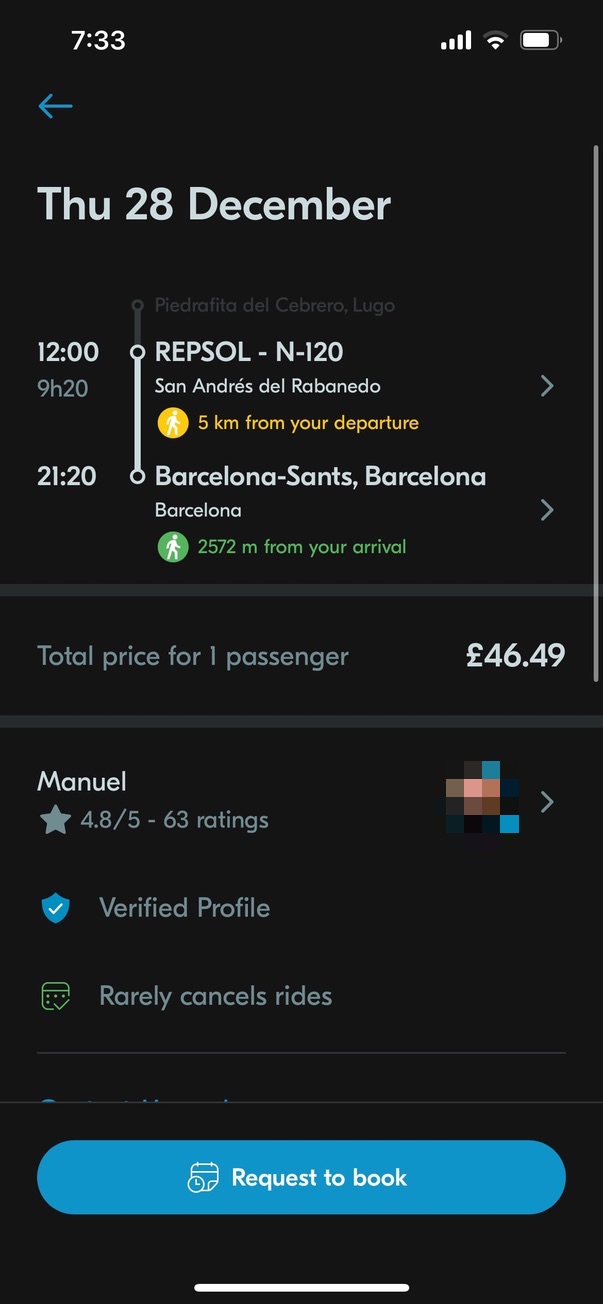 7:33
Thu 28 December
Piedrafita del Cebrero, Lugo
12:00 REPSOL - N-120
9h20 San Andrés del Rabanedo
5 km from your departure
21:20 Barcelona-Sants, Barcelona
Barcelona
2572 m from your arrival
Total price for 1 passenger £46.49
Manuel
4.8/5 - 63 ratings
Verified Profile
Rarely cancels rides
Request to book